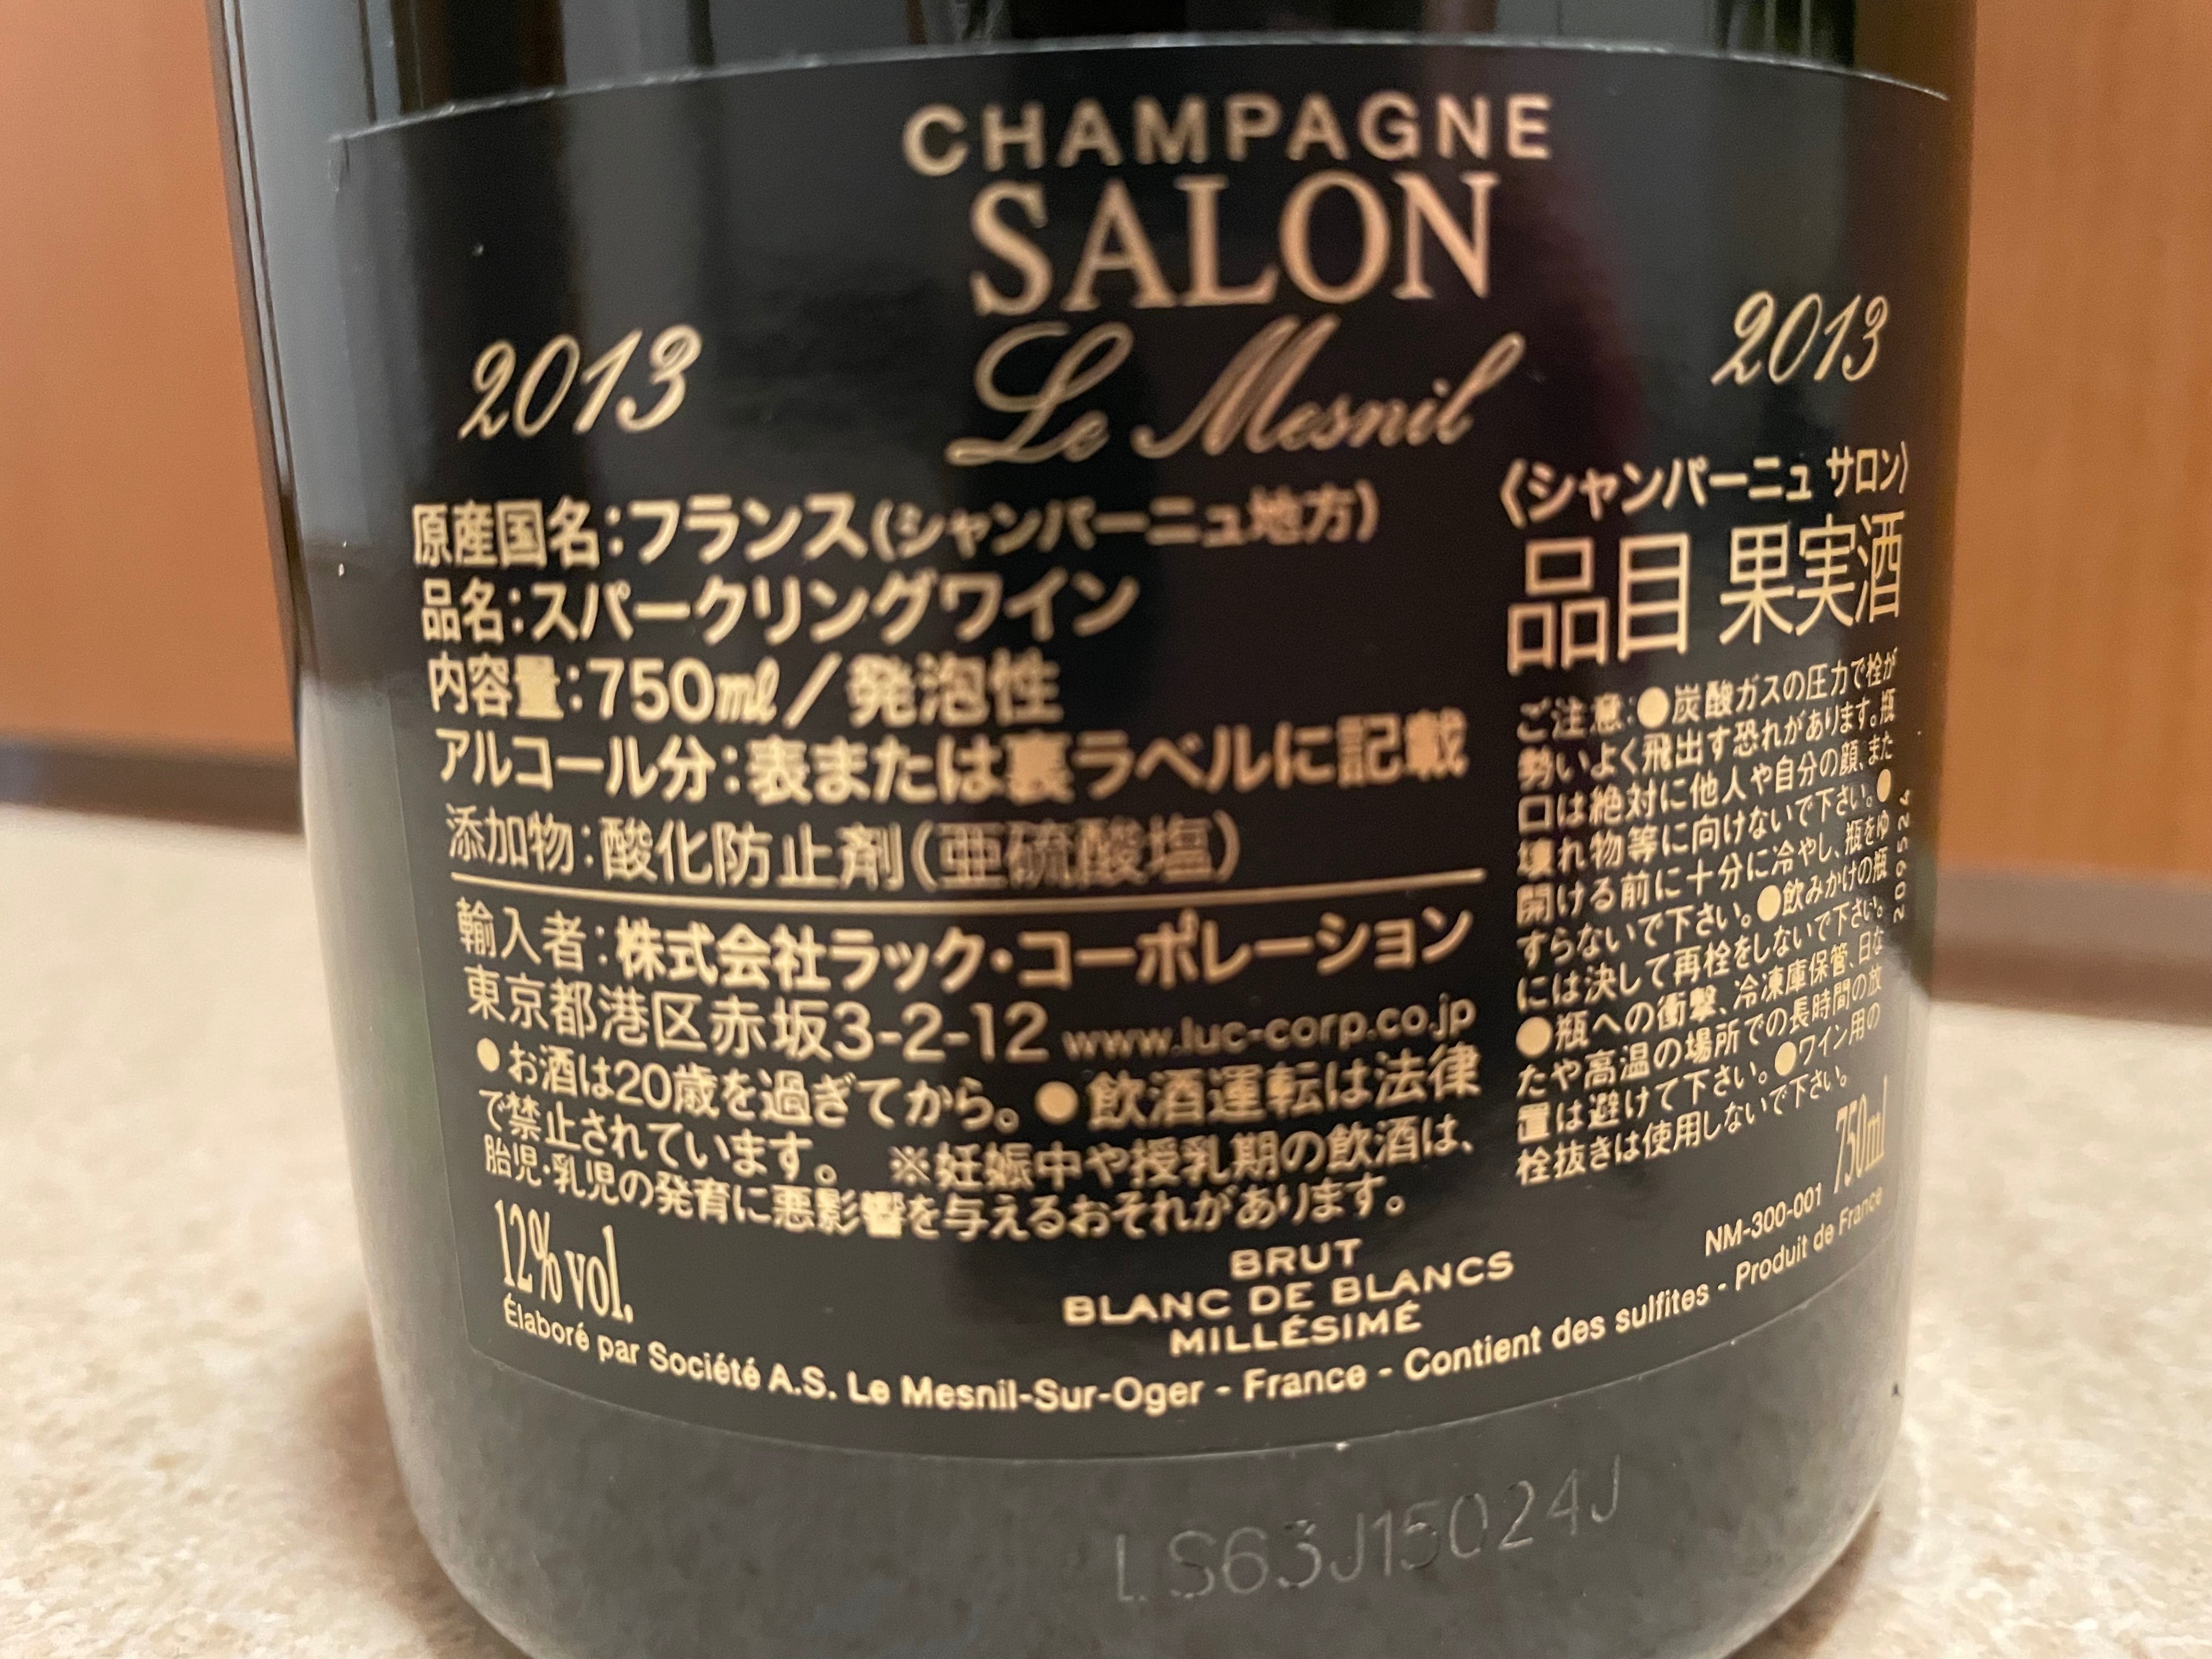 CHAMPAGNE
SALON
Le Mesnil
2013
2013
原産国名:フランス(シャンパーニュ地方)
品名:スパークリングワイン
内容量:750㎖/発泡性
アルコール分:表または裏ラベルに記載
添加物:酸化防止剤(亜硫酸塩)
輸入者:株式会社ラック・コーポレーション
東京都港区赤坂3-2-12 www.luc-corp.co.jp
●お酒は20歳を過ぎてから。●飲酒運転は法律
で禁止されています。 ※妊娠中や授乳期の飲酒は、
胎児・乳児の発育に悪影響を与えるおそれがあります。
〈シャンパーニュ サロン〉
品目 果実酒
ご注意:●炭酸ガスの圧力で栓が
勢いよく飛出す恐れがあります。瓶
口は絶対に他人や自分の顔、また
壊れ物等に向けないで下さい。●
開ける前に十分に冷やし、瓶をゆ
すらないで下さい。●飲みかけの瓶
には決して再栓をしないで下さい。
●瓶への衝撃、冷凍庫保管、日な
たや高温の場所での長時間の放
置は避けて下さい。●ワイン用の
栓抜きは使用しないで下さい。
209524
12% vol.
BRUT
BLANC DE BLANCS
MILLÉSIMÉ
NM-300-001 750ml
Élaboré par Société A.S. Le Mesnil-Sur-Oger - France - Contient des sulfites - Produit de France
LS63J15024J